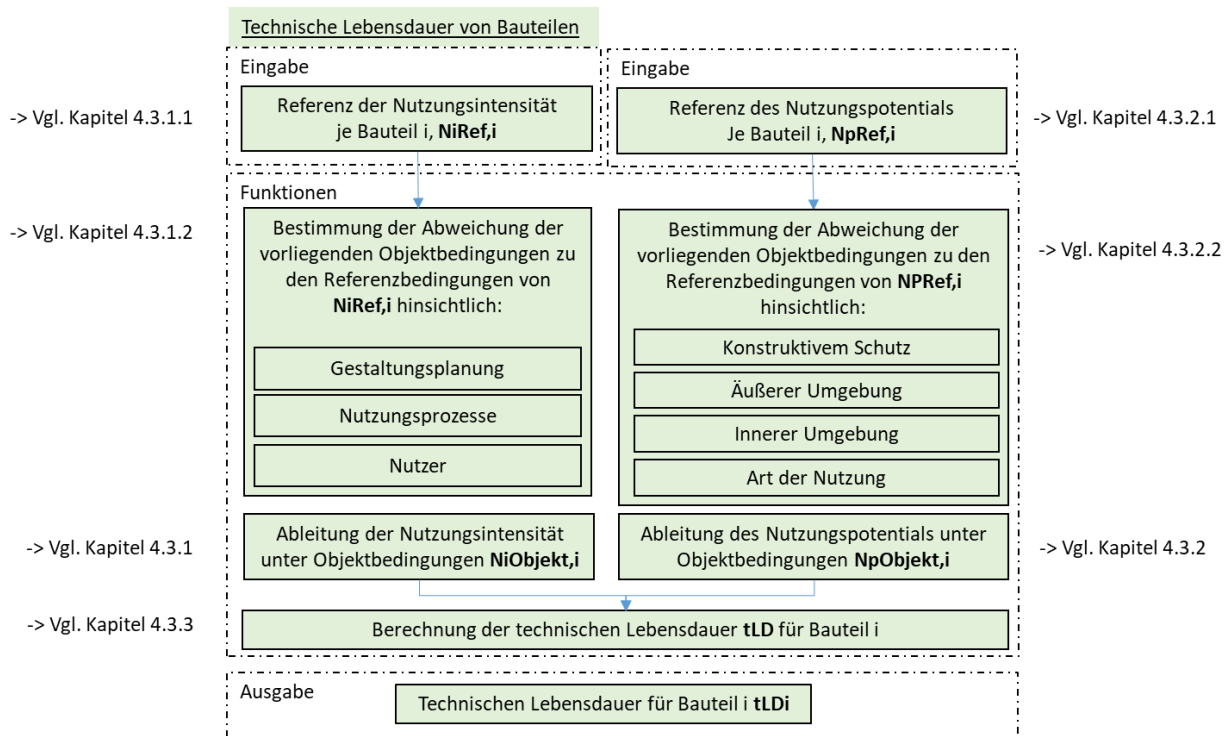 Technische Lebensdauer von Bauteilen
Eingabe
Referenz der Nutzungsintensität
je Bauteil i, NiRef,i
-> Vgl. Kapitel 4.3.1.1
Eingabe
Referenz des Nutzungspotentials
Je Bauteil i, NpRef,i
-> Vgl. Kapitel 4.3.2.1
Funktionen
-> Vgl. Kapitel 4.3.1.2
Bestimmung der Abweichung der
vorliegenden Objektbedingungen zu
den Referenzbedingungen von
NiRef,i hinsichtlich:
Gestaltungsplanung
Nutzungsprozesse
Nutzer
Bestimmung der Abweichung der
vorliegenden Objektbedingungen zu den
Referenzbedingungen von NPRef,i
hinsichtlich:
Konstruktivem Schutz
Äußerer Umgebung
Innerer Umgebung
Art der Nutzung
-> Vgl. Kapitel 4.3.2.2
-> Vgl. Kapitel 4.3.1
Ableitung der Nutzungsintensität
unter Objektbedingungen NiObjekt,i
Ableitung des Nutzungspotentials unter
Objektbedingungen NpObjekt,i
-> Vgl. Kapitel 4.3.2
-> Vgl. Kapitel 4.3.3
Berechnung der technischen Lebensdauer tLD für Bauteil i
Ausgabe
Technischen Lebensdauer für Bauteil i tLDi